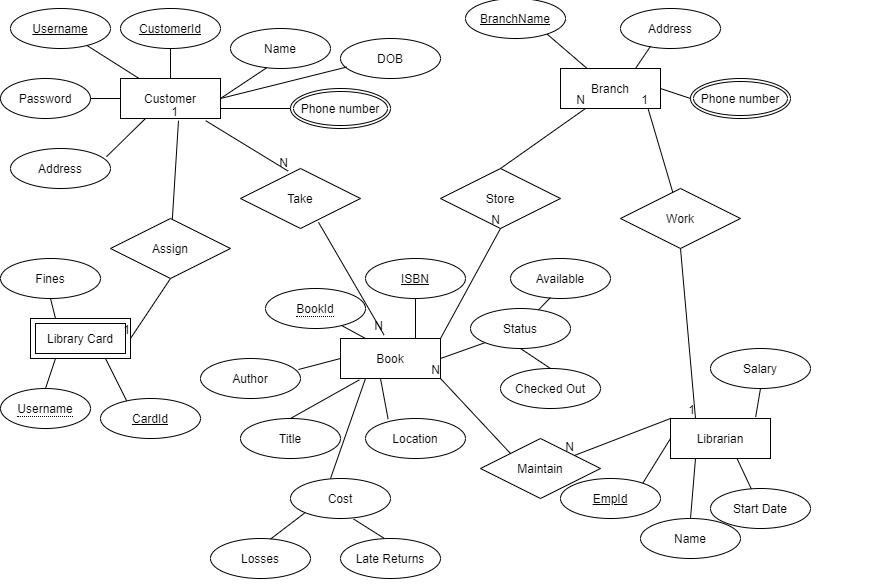 BranchName
Username
CustomerId
Address
Name
DOB
Branch
Password
Customer
Phone number
N
1
Phone number
1
Address
N
Take
Store
N
Work
Assign
Fines
ISBN
Available
BookId
N
Status
1
Library Card
Book
N
Author
Checked Out
Salary
Username
CardId
1
Title
Location
Librarian
N
Maintain
Cost
EmpId
Start Date
Name
Losses
Late Returns